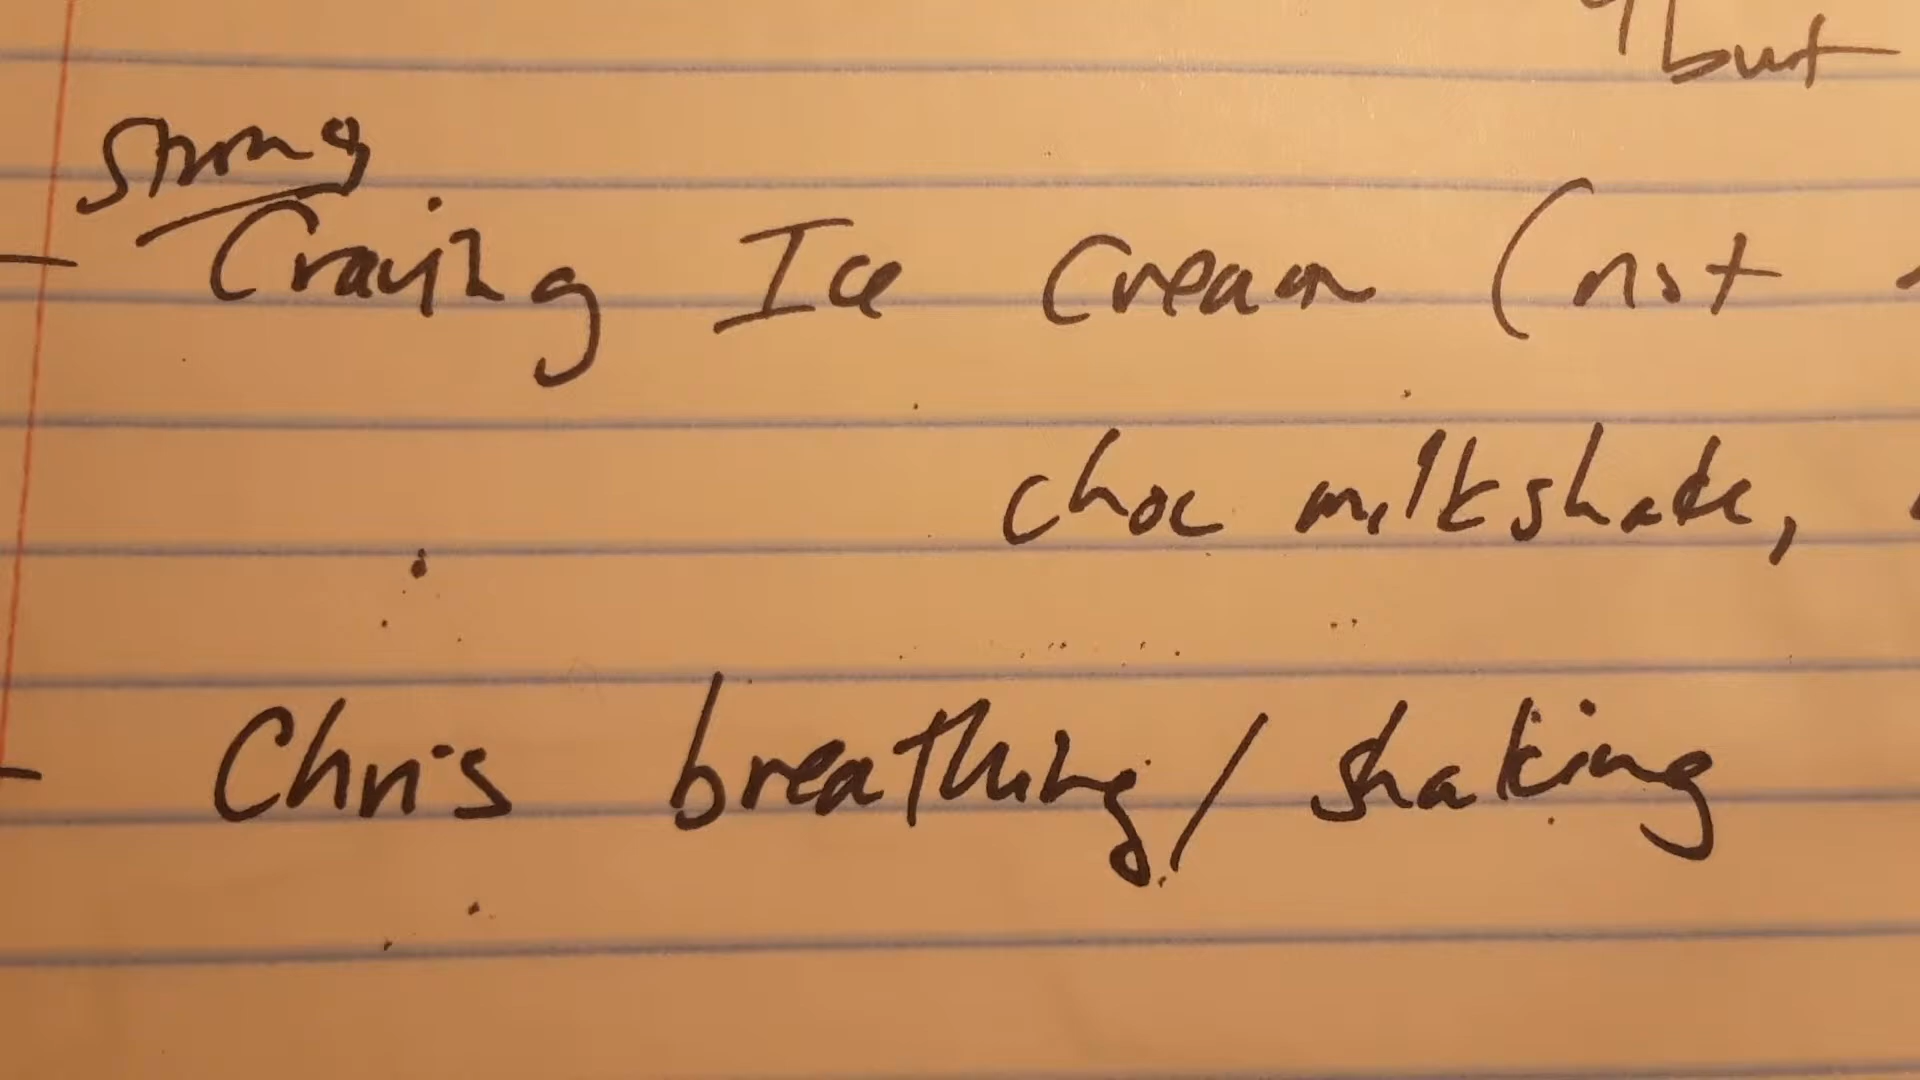 but
Strong
- Craving Ice Cream (not
choc milkshake,
- Chris breathing/shaking